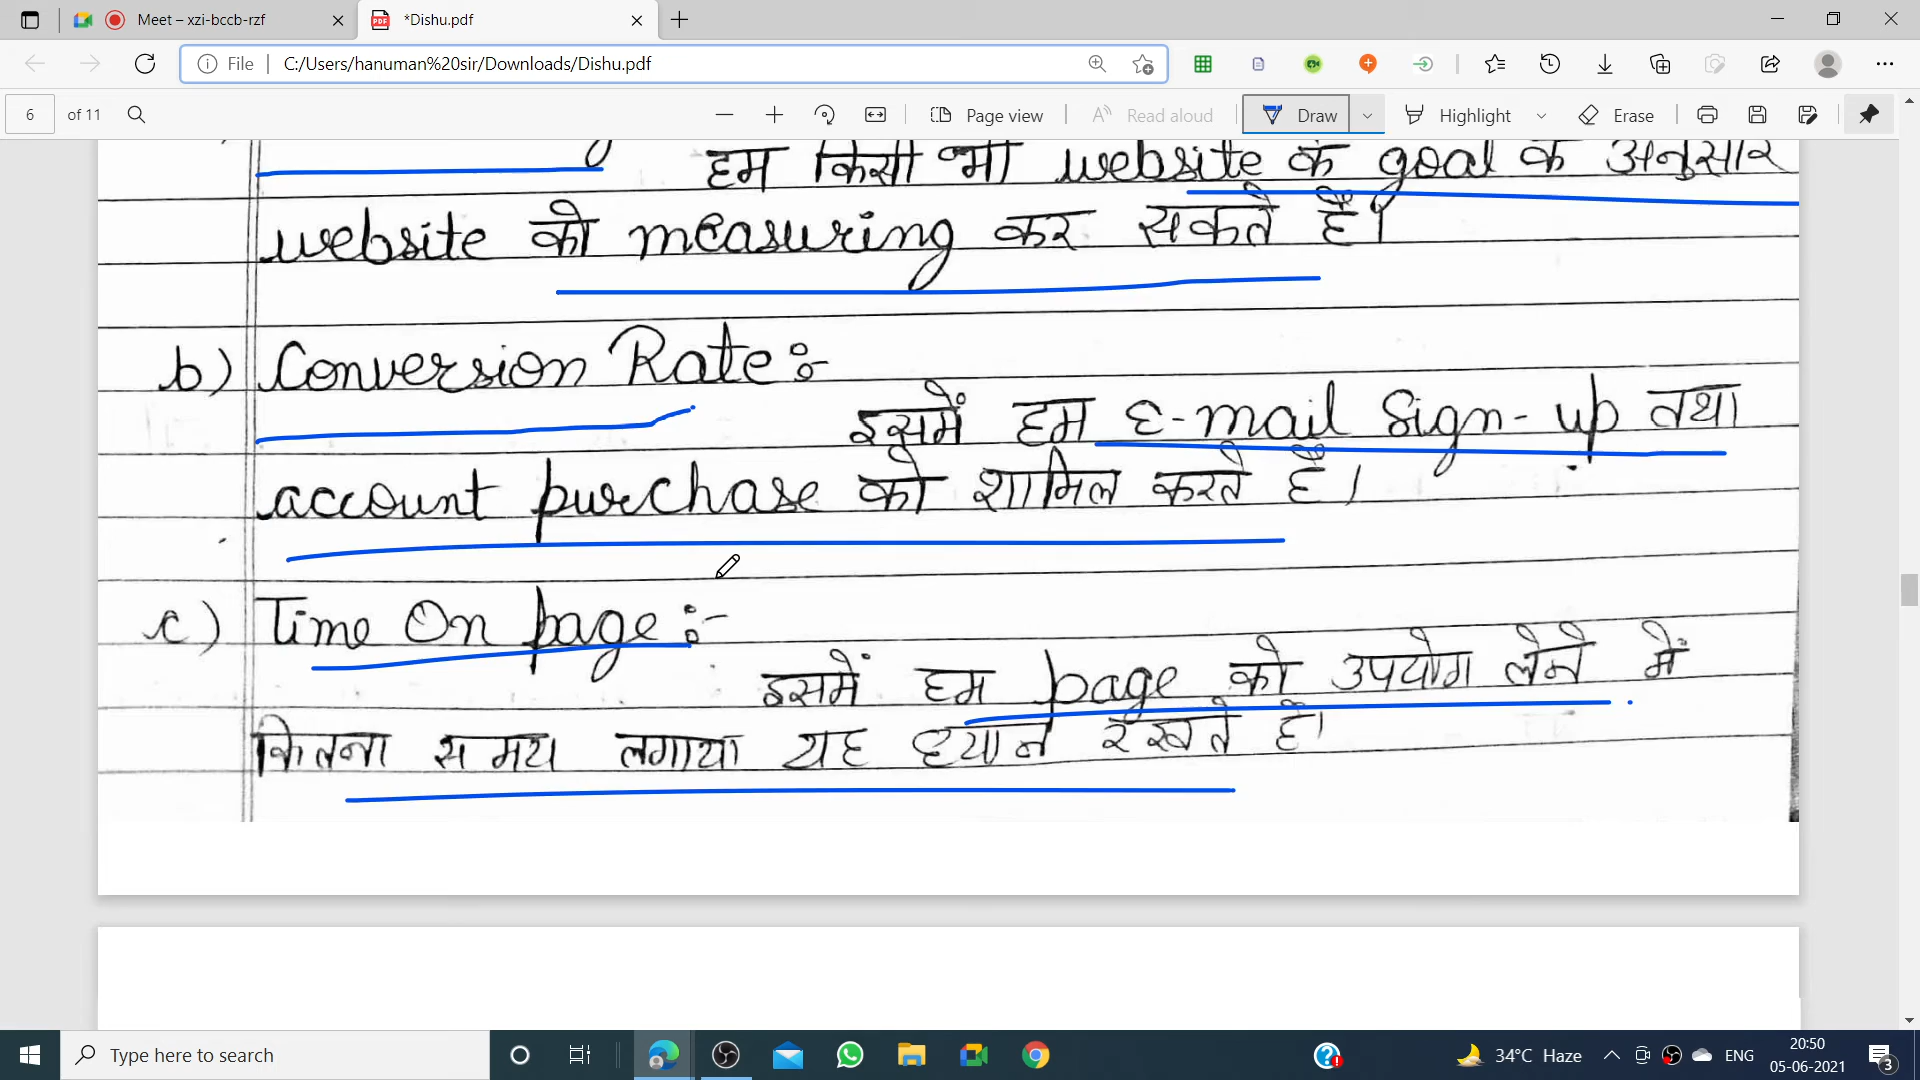 Meet – xzi-bccb-rzf
*Dishu.pdf
File
C:/Users/hanuman%20sir/Downloads/Dishu.pdf
6 of 11
Page view
Read aloud
Draw
Highlight
Erase
हम किसी भी website के goal के अनुसार
website को measuring कर सकते है।
b) Conversion Rate:-
इसमें हम E-mail Sign-up तथा
account purchase को शामिल करते है।
c) Time On page:-
इसमें हम page को उपयोग लेने में
कितना समय लगाया यह ध्यान रखते है।
Type here to search
34°C Haze
ENG
20:50
05-06-2021
3